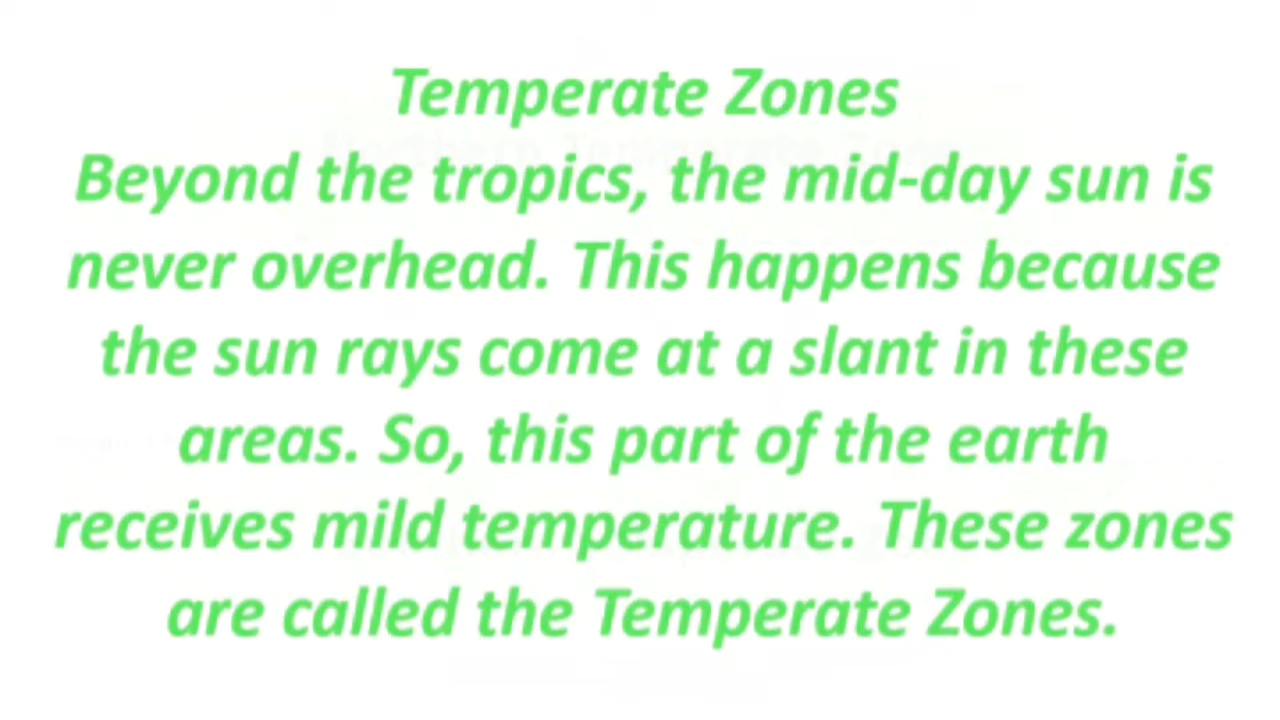 Temperate Zones
Beyond the tropics, the mid-day sun is
never overhead. This happens because
the sun rays come at a slant in these
areas. So, this part of the earth
receives mild temperature. These zones
are called the Temperate Zones.